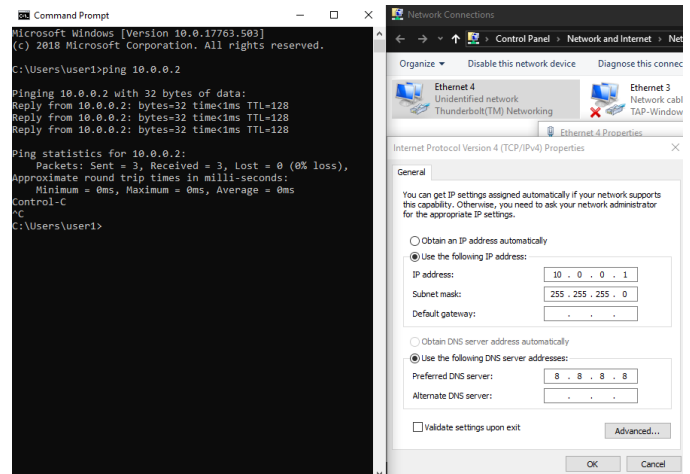 Command Prompt
Microsoft Windows [Version 10.0.17763.503]
(c) 2018 Microsoft Corporation. All rights reserved.
C:\Users\user1>ping 10.0.0.2
Pinging 10.0.0.2 with 32 bytes of data:
Reply from 10.0.0.2: bytes=32 time<1ms TTL=128
Reply from 10.0.0.2: bytes=32 time<1ms TTL=128
Reply from 10.0.0.2: bytes=32 time<1ms TTL=128
Ping statistics for 10.0.0.2:
Packets: Sent = 3, Received = 3, Lost = 0 (0% loss),
Approximate round trip times in milli-seconds:
Minimum = 0ms, Maximum = 0ms, Average = 0ms
Control-C
^C
C:\Users\user1>
Network Connections
Control Panel > Network and Internet > Net
Organize Disable this network device Diagnose this connec
Ethernet 4
Unidentified network
Thunderbolt(TM) Networking
Ethernet 3
Network cabl
TAP-Window
Ethernet 4 Properties
Internet Protocol Version 4 (TCP/IPv4) Properties
General
You can get IP settings assigned automatically if your network supports
this capability. Otherwise, you need to ask your network administrator
for the appropriate IP settings.
Obtain an IP address automatically
Use the following IP address:
IP address: 10 . 0 . 0 . 1
Subnet mask: 255 . 255 . 255 . 0
Default gateway: . . .
Obtain DNS server address automatically
Use the following DNS server addresses:
Preferred DNS server: 8 . 8 . 8 . 8
Alternate DNS server: . . .
Validate settings upon exit
Advanced...
OK Cancel